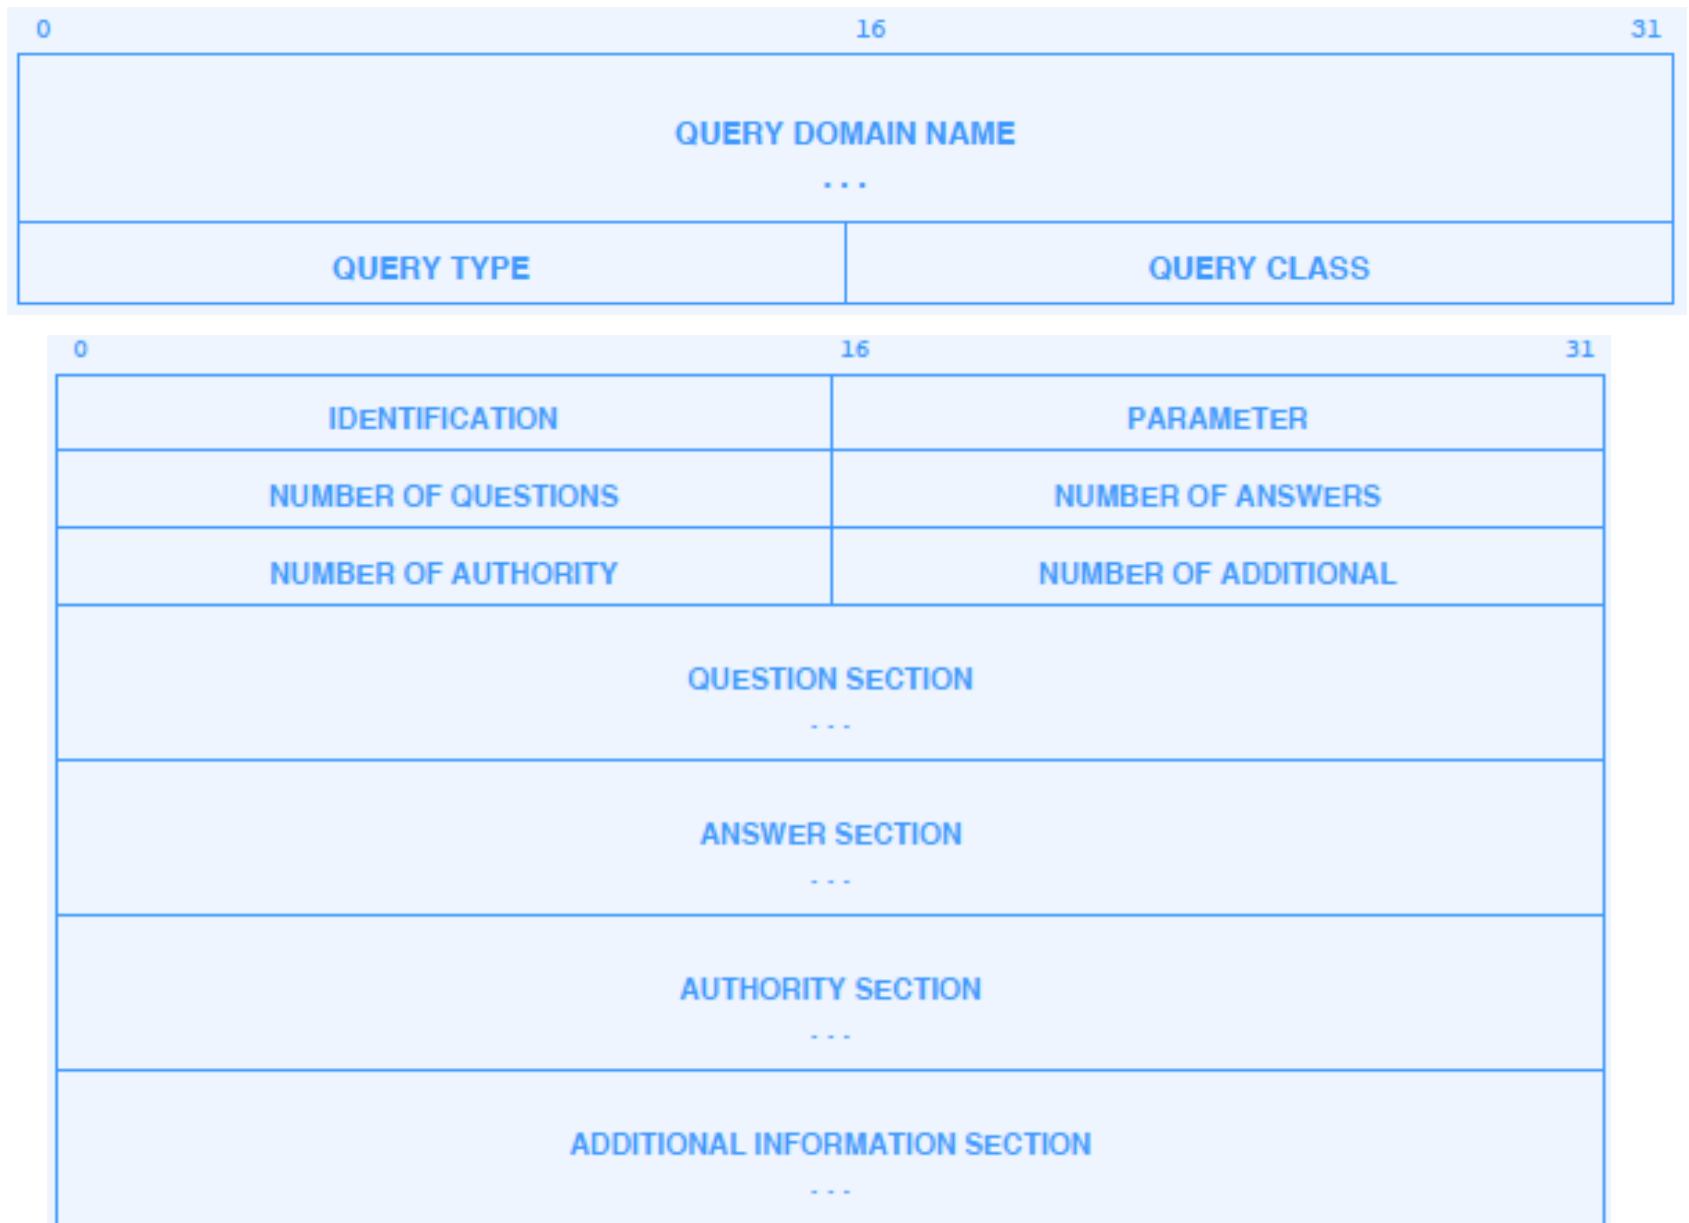 0 16 31
QUERY DOMAIN NAME
...
QUERY TYPE QUERY CLASS
0 16 31
IDENTIFICATION PARAMETER
NUMBER OF QUESTIONS NUMBER OF ANSWERS
NUMBER OF AUTHORITY NUMBER OF ADDITIONAL
QUESTION SECTION
...
ANSWER SECTION
...
AUTHORITY SECTION
...
ADDITIONAL INFORMATION SECTION
...